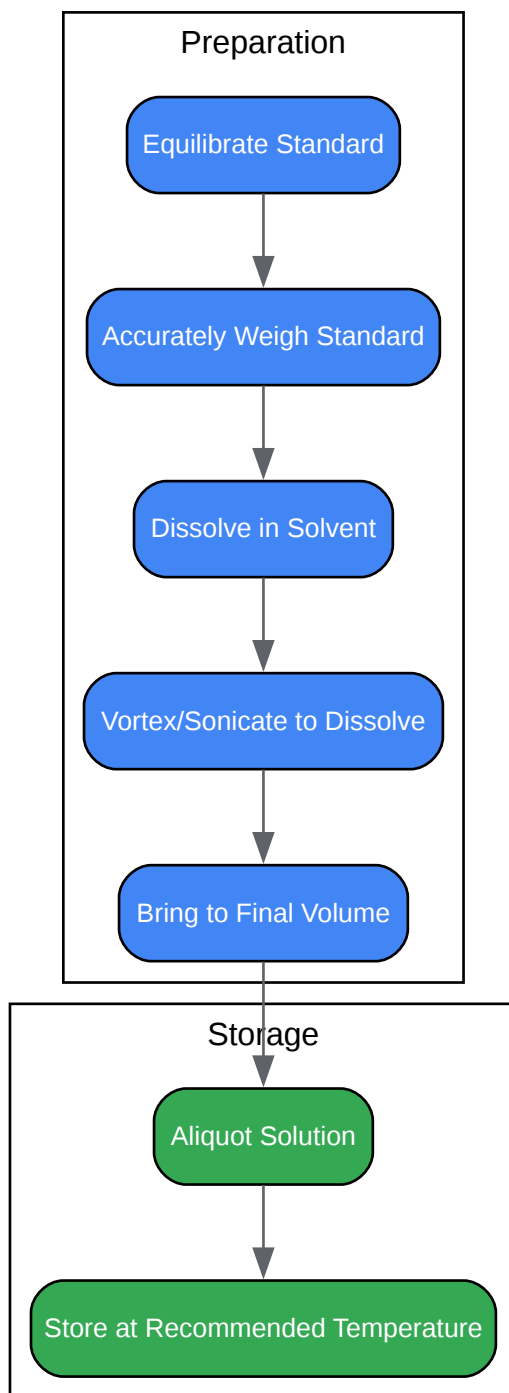 Preparation
Equilibrate Standard
Accurately Weigh Standard
Dissolve in Solvent
Vortex/Sonicate to Dissolve
Bring to Final Volume
Storage
Aliquot Solution
Store at Recommended Temperature